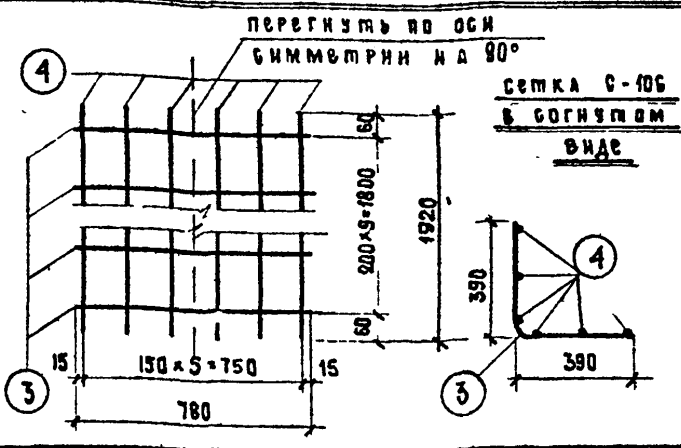 ПЕРЕГНУТЬ ПО ОСИ
СИММЕТРИИ НА 90°
4
СЕТКА С-106
В СОГНУТОМ
ВИДЕ
60
200×9=1800
1920
60
15
150×5=750
15
780
3
390
4
390
3